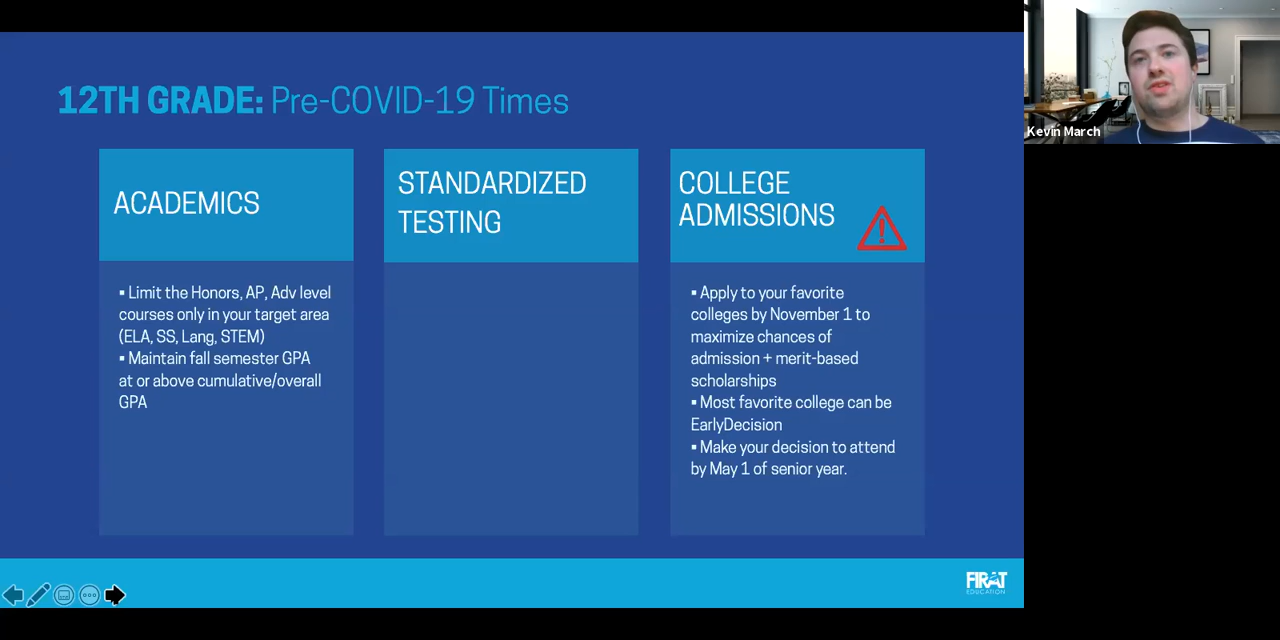 12TH GRADE: Pre-COVID-19 Times
ACADEMICS
▪ Limit the Honors, AP, Adv level
courses only in your target area
(ELA, SS, Lang, STEM)
▪ Maintain fall semester GPA
at or above cumulative/overall
GPA
STANDARDIZED
TESTING
COLLEGE
ADMISSIONS
▪ Apply to your favorite
colleges by November 1 to
maximize chances of
admission + merit-based
scholarships
▪ Most favorite college can be
EarlyDecision
▪ Make your decision to attend
by May 1 of senior year.
FIRAT
EDUCATION
Kevin March